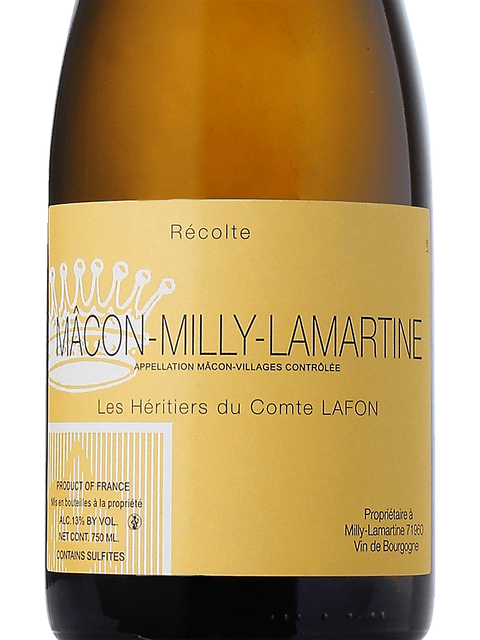 Récolte
MÂCON-MILLY-LAMARTINE
APPELLATION MÂCON-VILLAGES CONTRÔLÉE
Les Héritiers du Comte LAFON
PRODUCT OF FRANCE
Mis en bouteilles à la propriété
ALC. 13% BY VOL.
NET CONT. 750 ML.
CONTAINS SULFITES
Propriétaire à
Milly-Lamartine 71960
Vin de Bourgogne